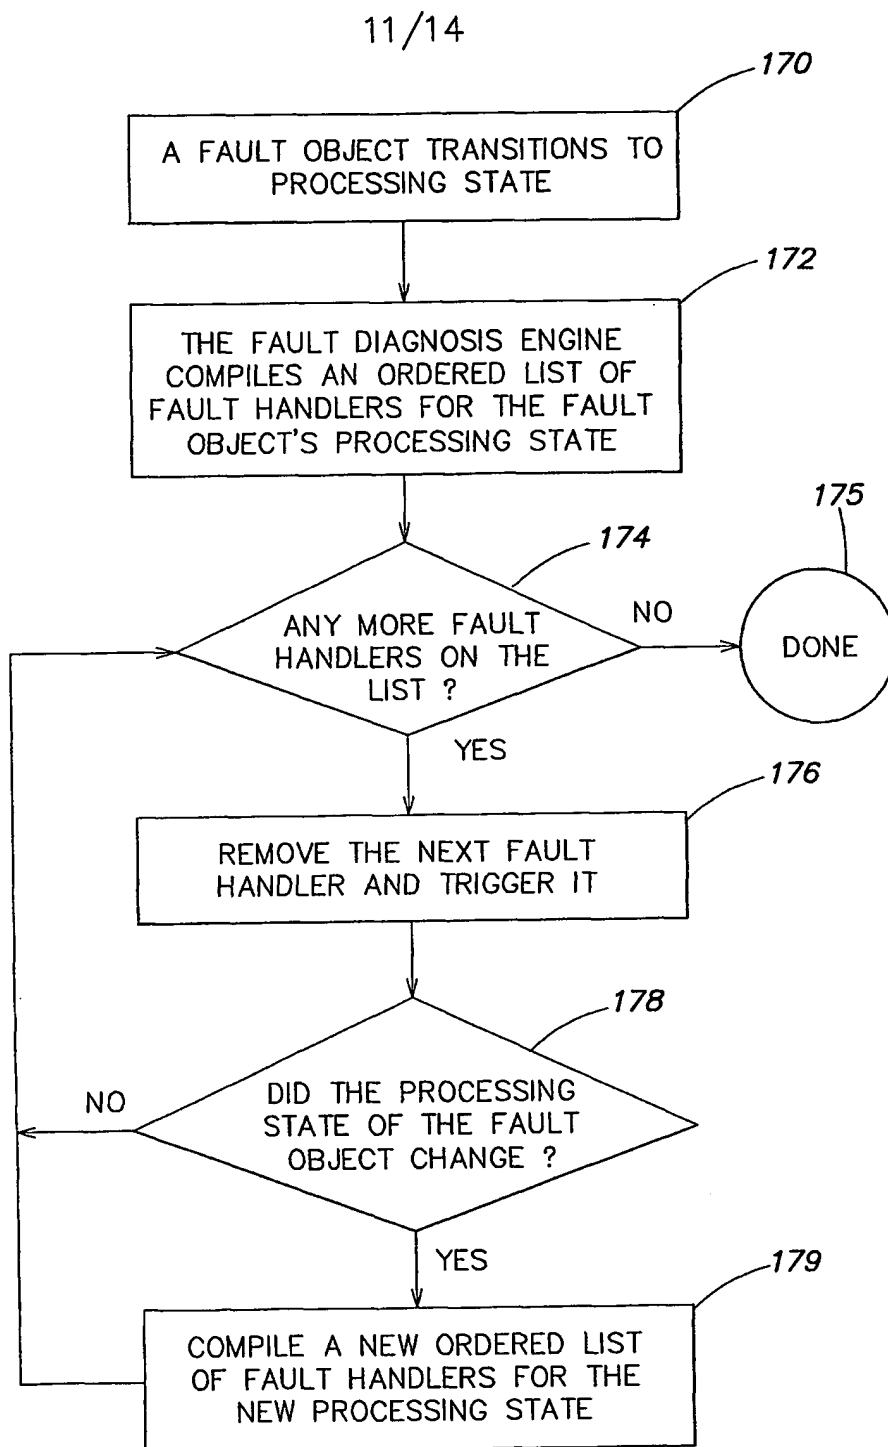 11/14
170
A FAULT OBJECT TRANSITIONS TO
PROCESSING STATE
172
THE FAULT DIAGNOSIS ENGINE
COMPILES AN ORDERED LIST OF
FAULT HANDLERS FOR THE FAULT
OBJECT'S PROCESSING STATE
175
174
ANY MORE FAULT
HANDLERS ON THE
LIST ?
NO
DONE
YES
176
REMOVE THE NEXT FAULT
HANDLER AND TRIGGER IT
178
DID THE PROCESSING
STATE OF THE FAULT
OBJECT CHANGE ?
NO
YES
179
COMPILE A NEW ORDERED LIST
OF FAULT HANDLERS FOR THE
NEW PROCESSING STATE